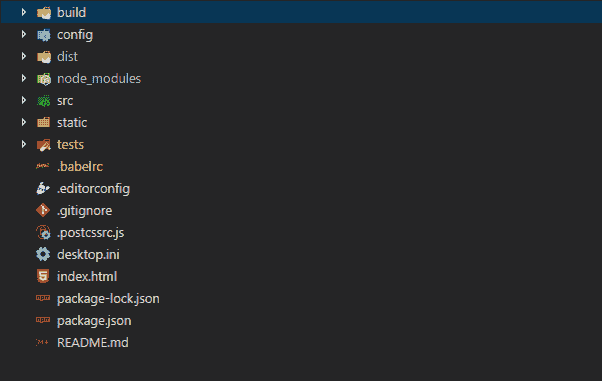 build
config
dist
node_modules
src
static
tests
.babelrc
.editorconfig
.gitignore
.postcssrc.js
desktop.ini
index.html
package-lock.json
package.json
README.md